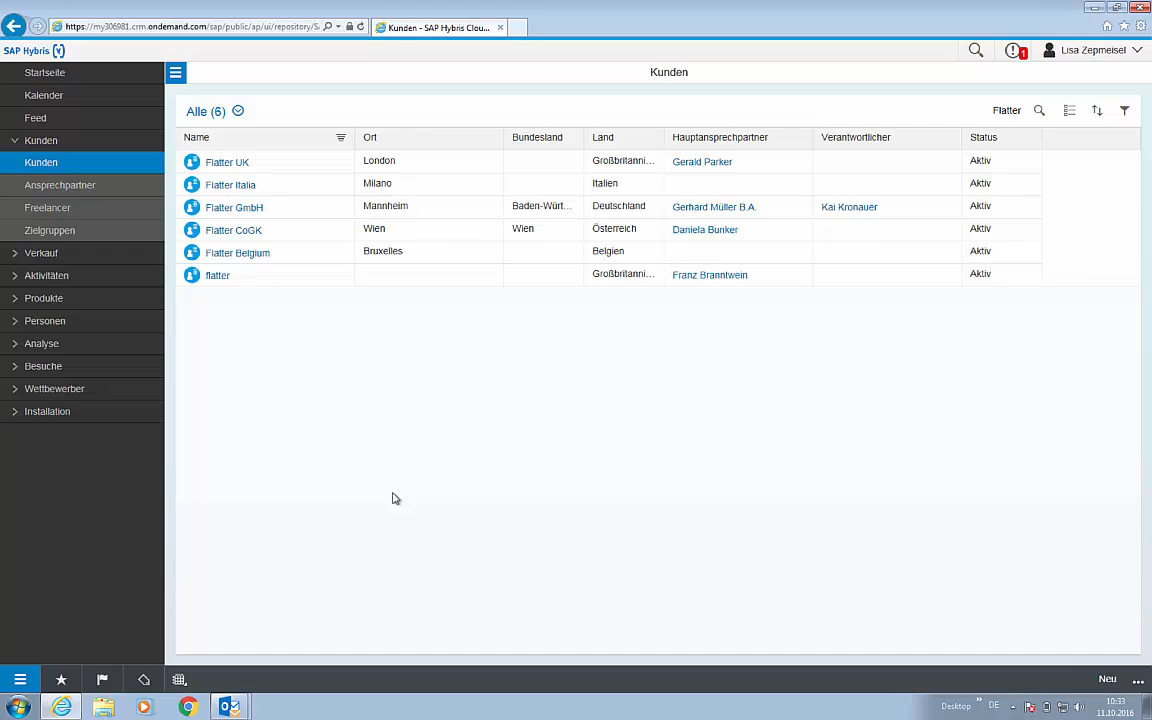 https://my306981.crm.ondemand.com/sap/public/ap/ui/repository/S
Kunden - SAP Hybris Clou...
SAP Hybris
1
Lisa Zepmeisel
Startseite
Kalender
Feed
Kunden
Kunden
Ansprechpartner
Freelancer
Zielgruppen
Verkauf
Aktivitäten
Produkte
Personen
Analyse
Besuche
Wettbewerber
Installation
Kunden
Alle (6)
Flatter
Name Ort Bundesland Land Hauptansprechpartner Verantwortlicher Status
Flatter UK London Großbritanni... Gerald Parker Aktiv
Flatter Italia Milano Italien Aktiv
Flatter GmbH Mannheim Baden-Würt... Deutschland Gerhard Müller B.A. Kai Kronauer Aktiv
Flatter CoGK Wien Wien Österreich Daniela Bunker Aktiv
Flatter Belgium Bruxelles Belgien Aktiv
flatter Großbritanni... Franz Branntwein Aktiv
Neu ...
Desktop » DE 10:33
11.10.2016